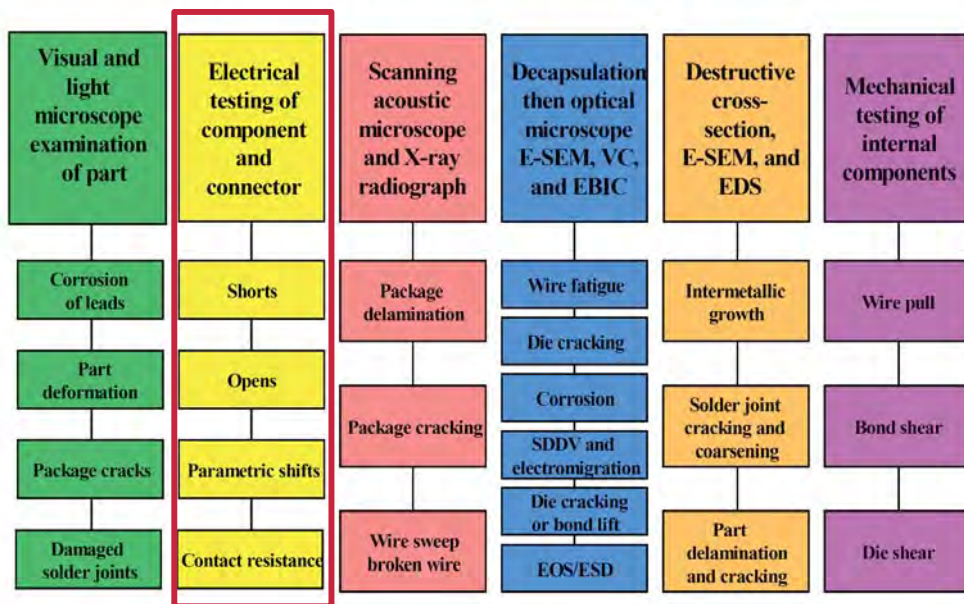 Visual and
light
microscope
examination
of part
Corrosion
of leads
Part
deformation
Package cracks
Damaged
solder joints
Electrical
testing of
component
and
connector
Shorts
Opens
Parametric shifts
Contact resistance
Scanning
acoustic
microscope
and X-ray
radiograph
Package
delamination
Package cracking
Wire sweep
broken wire
Decapsulation
then optical
microscope
E-SEM, VC,
and EBIC
Wire fatigue
Die cracking
Corrosion
SDDV and
electromigration
Die cracking
or bond lift
EOS/ESD
Destructive
cross-
section,
E-SEM, and
EDS
Intermetallic
growth
Solder joint
cracking and
coarsening
Part
delamination
and cracking
Mechanical
testing of
internal
components
Wire pull
Bond shear
Die shear